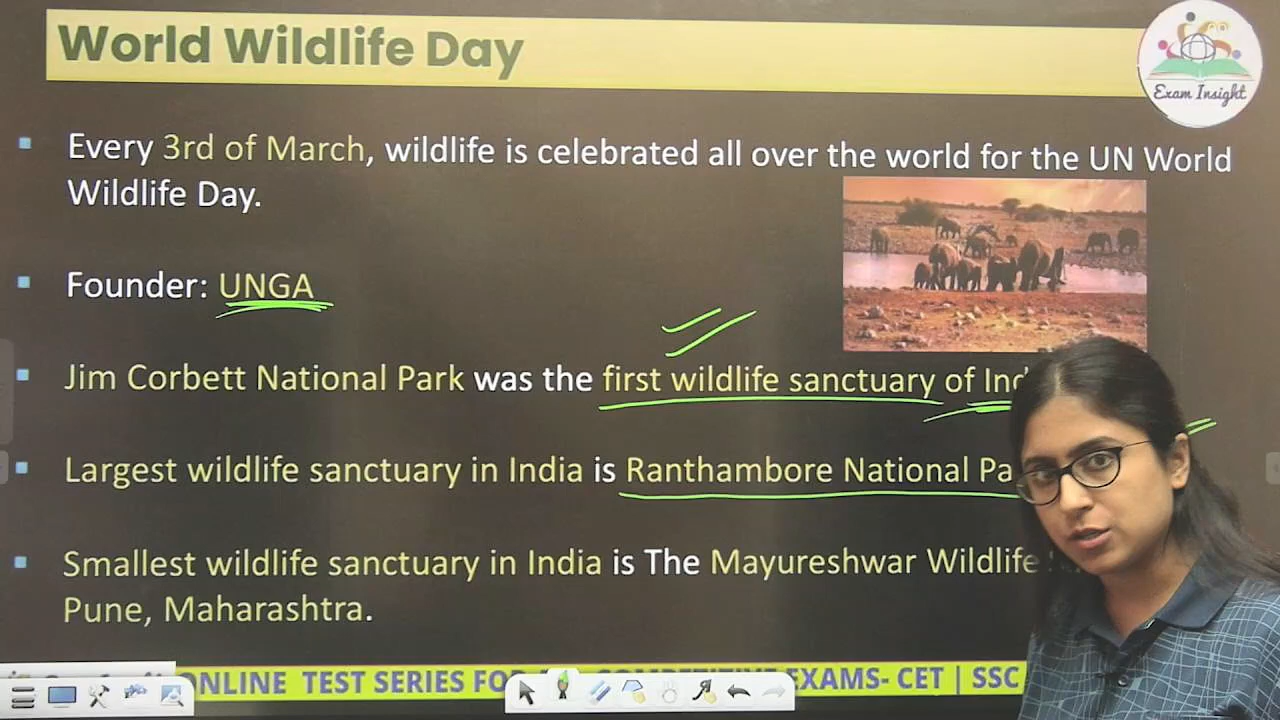 World Wildlife Day
Exam Insight
Every 3rd of March, wildlife is celebrated all over the world for the UN World
Wildlife Day.
Founder: UNGA
Jim Corbett National Park was the first wildlife sanctuary of
Largest wildlife sanctuary in India is Ranthambore National
Smallest wildlife sanctuary in India is The Mayureshwar Wildlife
Pune, Maharashtra.
ONLINE TEST SERIES EXAMS- CET | SSC